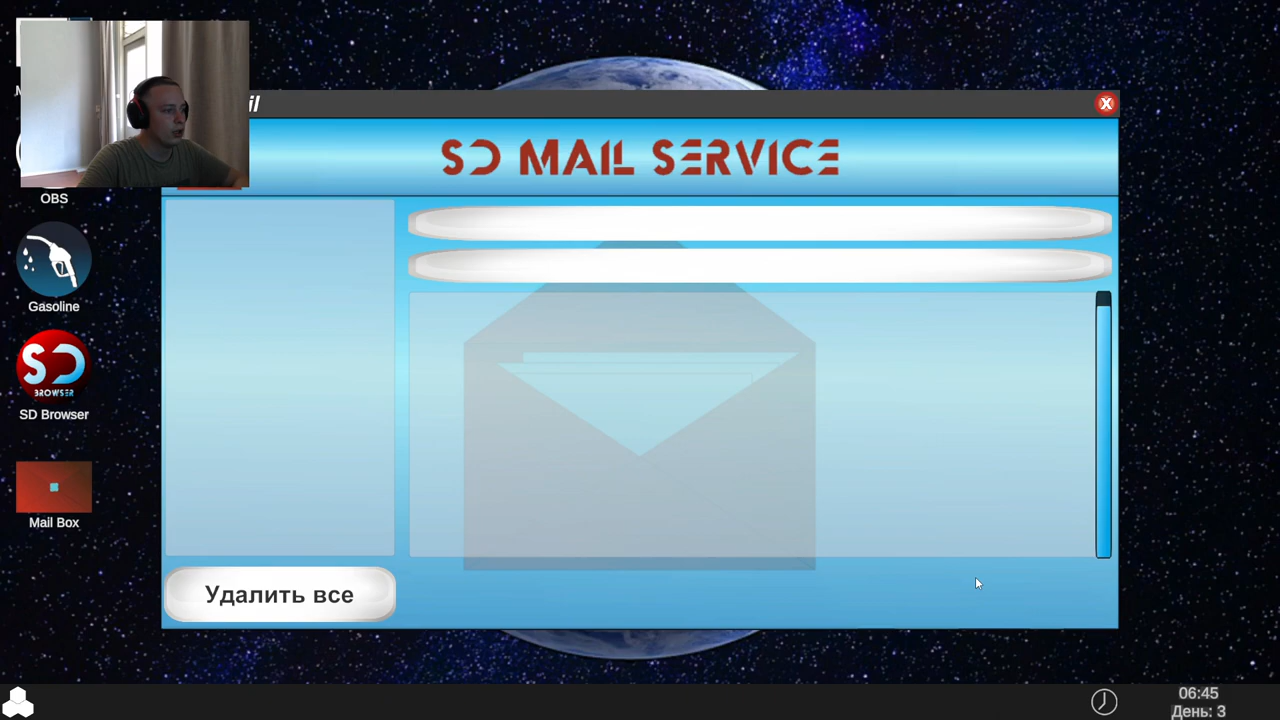 il
SD MAIL SERVICE
OBS
Gasoline
SD
BROWSER
SD Browser
Mail Box
Удалить все
06:45
День: 3